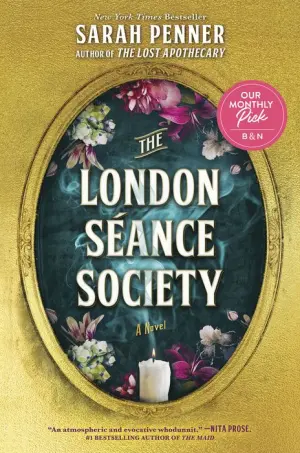 New York Times Bestseller
SARAH PENNER
AUTHOR OF THE LOST APOTHECARY
OUR
MONTHLY
Pick
B&N
THE
LONDON
SÉANCE
SOCIETY
A Novel
"An atmospheric and evocative whodunnit." —NITA PROSE,
#1 BESTSELLING AUTHOR OF THE MAID